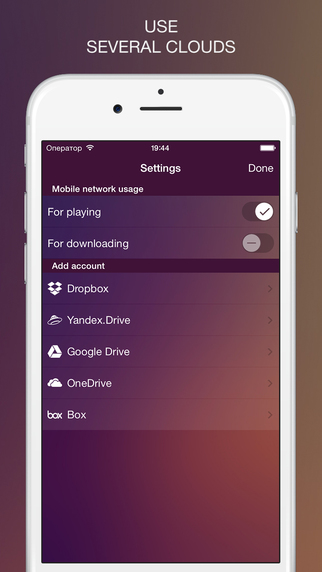 USE
SEVERAL CLOUDS
Оператор 19:44
Settings Done
Mobile network usage
For playing
For downloading
Add account
Dropbox
Yandex.Drive
Google Drive
OneDrive
box Box